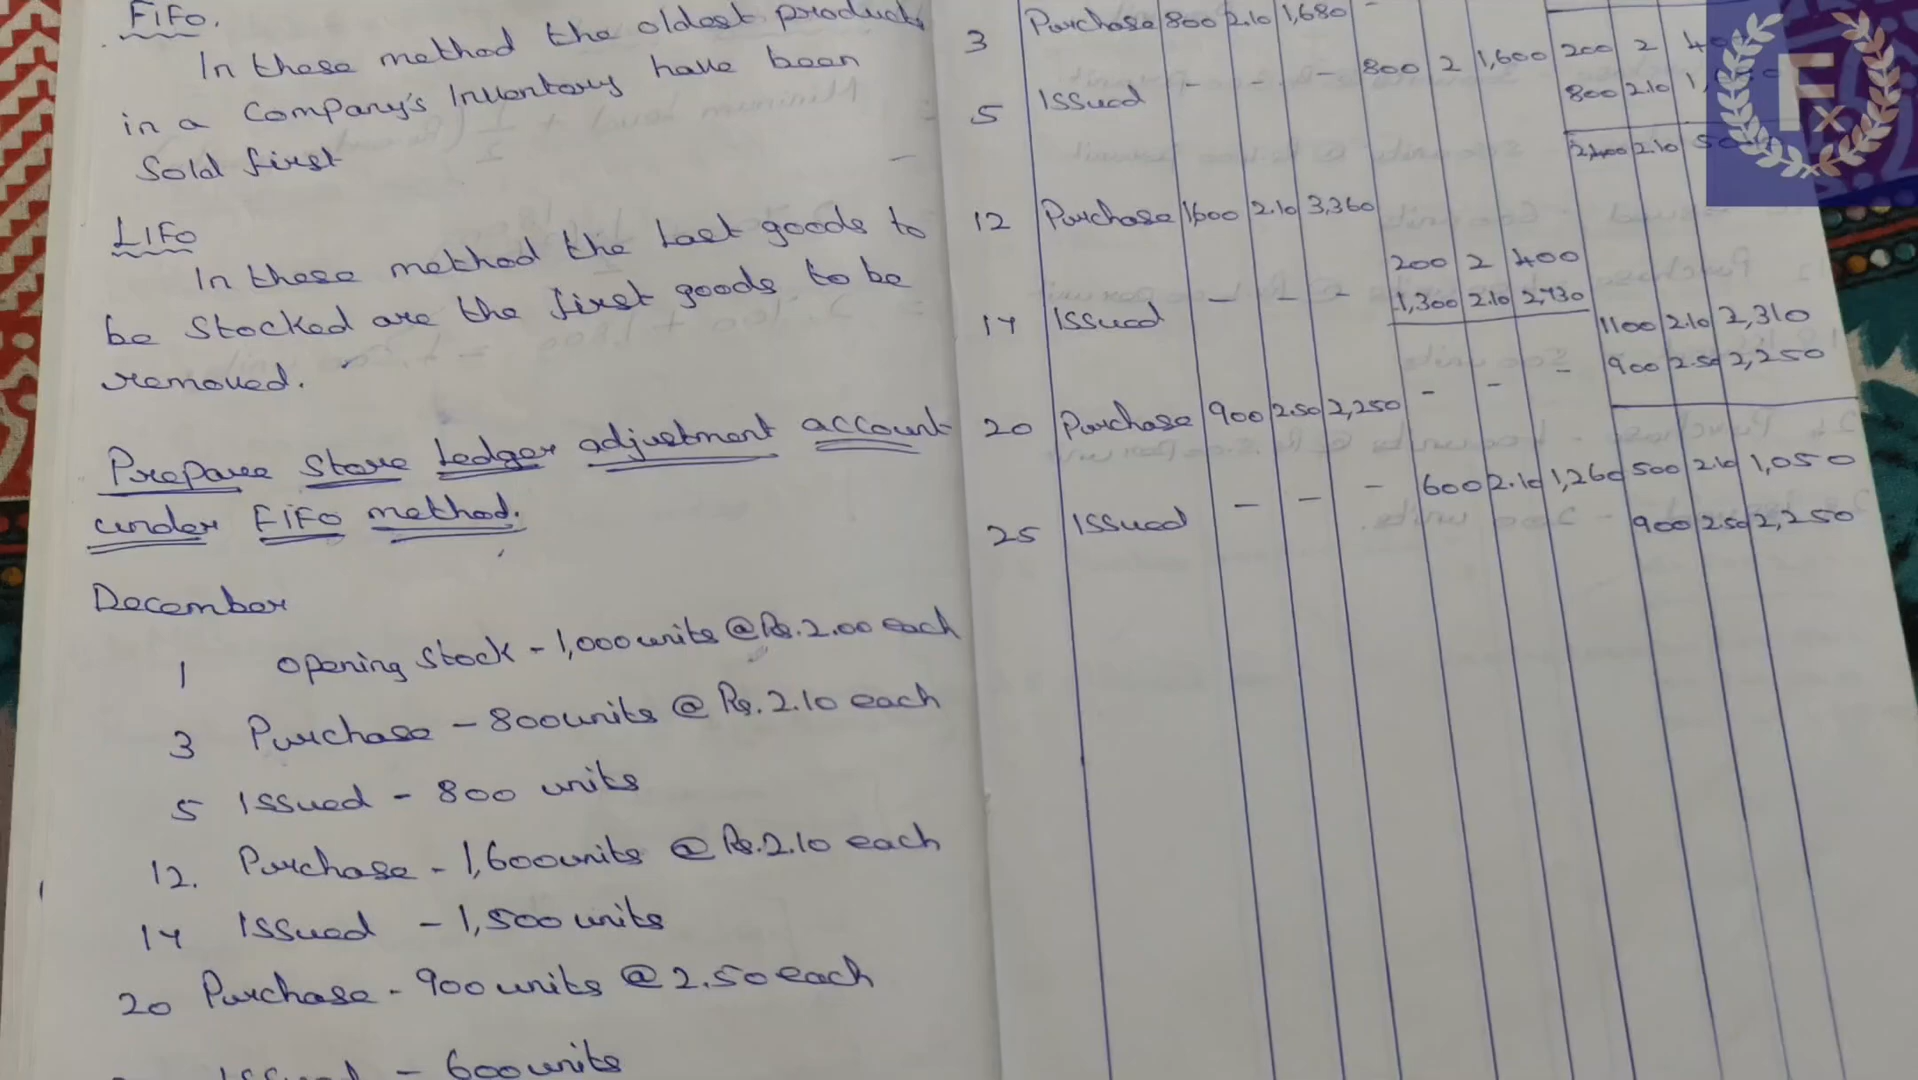 FiFo.
In these method the oldest products
in a Company's Inventory have been
Sold first
LIFo
In these method the Last goods to
be Stocked are the first goods to be
removed.
Prepare Store Ledger adjustment account
under FiFo method.
December
1 opening Stock - 1,000 units @ Rs. 2.00 each
3 Purchase - 800 units @ Rs. 2.10 each
5 Issued - 800 units
12. Purchase - 1,600 units @ Rs. 2.10 each
14 Issued - 1,500 units
20 Purchase - 900 units @ 2.50 each
- 600 units
3 Purchase 800 2.10 1,680 -
5 Issued - - - 800 2 1,600 200 2
800 2.10
2400 2.10
12 Purchase 1600 2.10 3,360
200 2 400
14 Issued - - - 1,300 2.10 2,730
1100 2.10 2,310
20 Purchase 900 2.50 2,250 - - - 900 2.50 2,250
25 Issued - - - 600 2.10 1,260 500 2.10 1,050
900 2.50 2,250
Fx